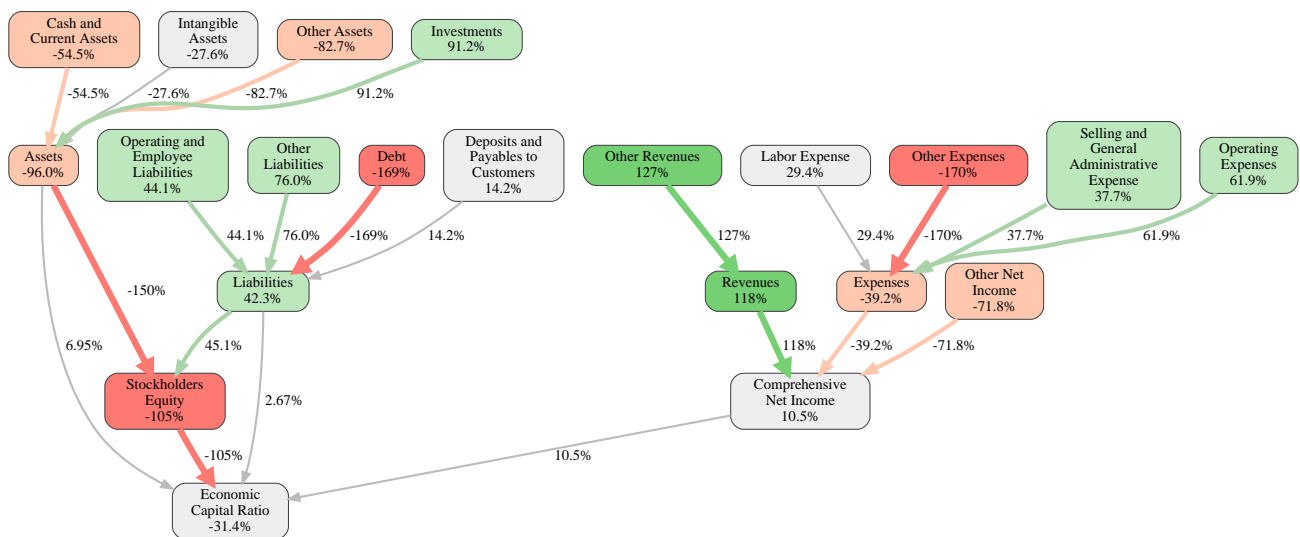 Cash and
Current Assets
-54.5%
Intangible
Assets
-27.6%
Other Assets
-82.7%
Investments
91.2%
-54.5%
-27.6%
-82.7%
91.2%
Assets
-96.0%
Operating and
Employee
Liabilities
44.1%
Other
Liabilities
76.0%
Debt
-169%
Deposits and
Payables to
Customers
14.2%
Other Revenues
127%
Labor Expense
29.4%
Other Expenses
-170%
Selling and
General
Administrative
Expense
37.7%
Operating
Expenses
61.9%
44.1%
76.0%
-169%
14.2%
127%
29.4%
-170%
37.7%
61.9%
-150%
Liabilities
42.3%
Revenues
118%
Expenses
-39.2%
Other Net
Income
-71.8%
6.95%
45.1%
118%
-39.2%
-71.8%
Stockholders
Equity
-105%
2.67%
Comprehensive
Net Income
10.5%
-105%
10.5%
Economic
Capital Ratio
-31.4%